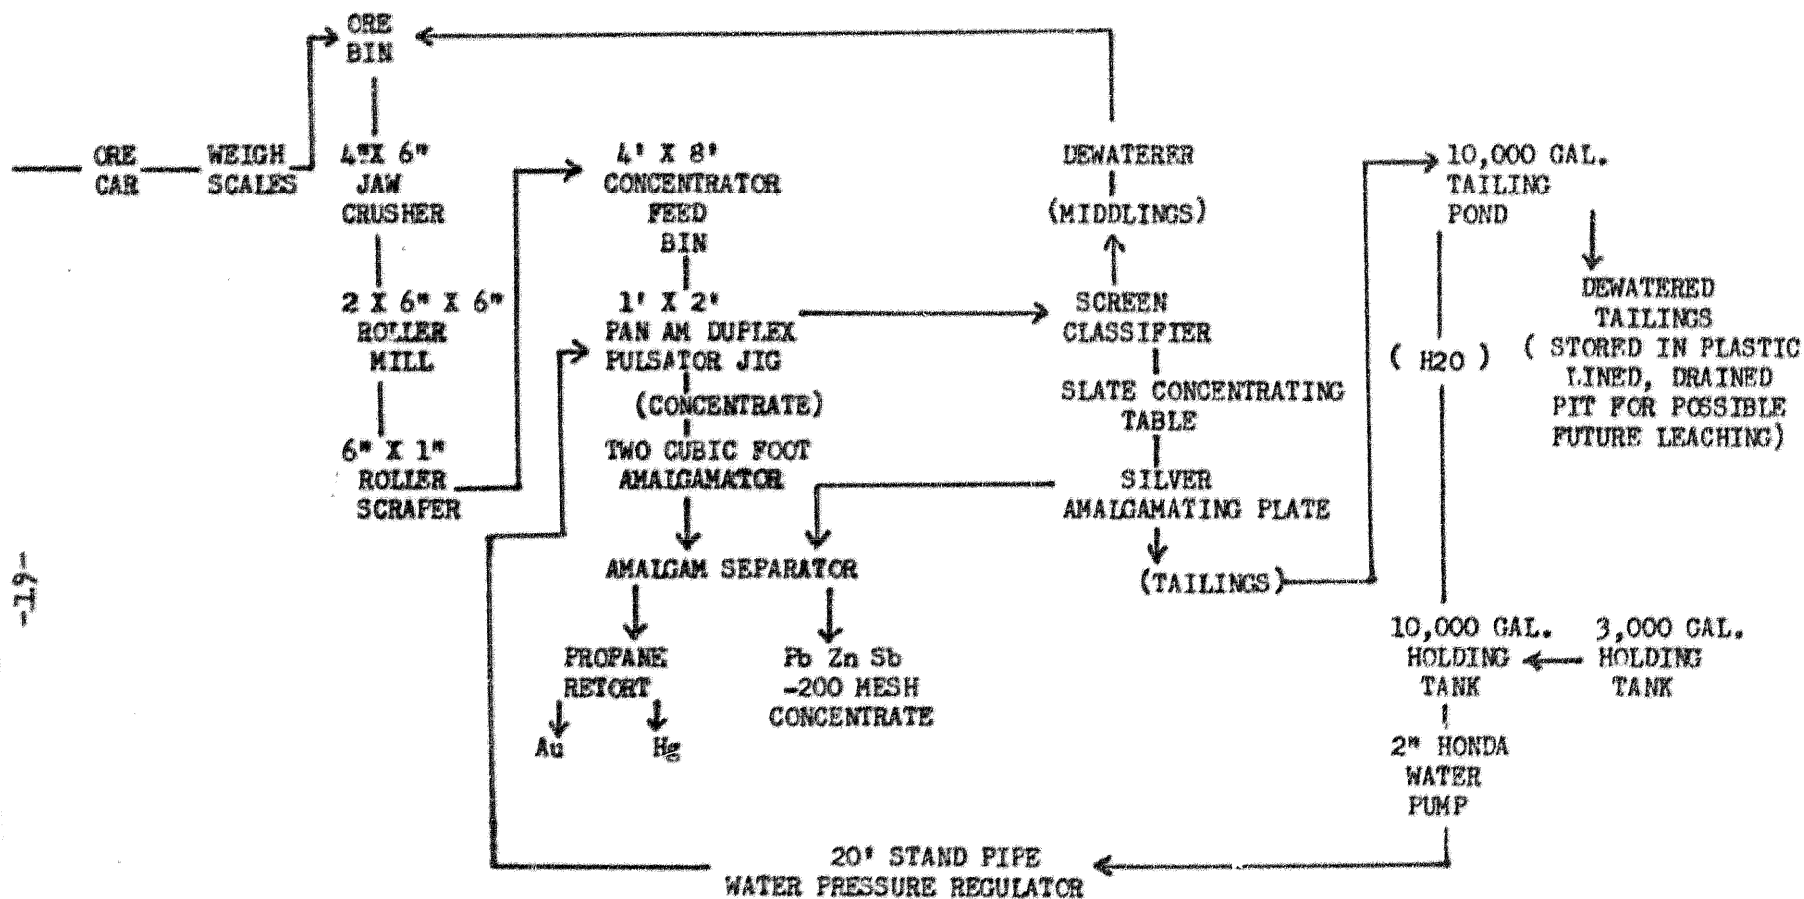 ORE
BIN
ORE
CAR
WEIGH
SCALES
4" X 6"
JAW
CRUSHER
2 X 6" X 6"
ROLLER
MILL
6" X 1"
ROLLER
SCRAPER
4' X 8'
CONCENTRATOR
FEED
BIN
1' X 2'
PAN AM DUPLEX
PULSATOR JIG
(CONCENTRATE)
TWO CUBIC FOOT
AMALGAMATOR
AMALGAM SEPARATOR
PROPANE
RETORT
Au
Hg
Pb Zn Sb
-200 MESH
CONCENTRATE
DEWATERER
(MIDDLINGS)
SCREEN
CLASSIFIER
SLATE CONCENTRATING
TABLE
SILVER
AMALGAMATING PLATE
(TAILINGS)
10,000 GAL.
TAILING
POND
DEWATERED
TAILINGS
( STORED IN PLASTIC
LINED, DRAINED
PIT FOR POSSIBLE
FUTURE LEACHING)
( H2O )
10,000 GAL.
HOLDING
TANK
3,000 GAL.
HOLDING
TANK
2" HONDA
WATER
PUMP
20' STAND PIPE
WATER PRESSURE REGULATOR
-19-